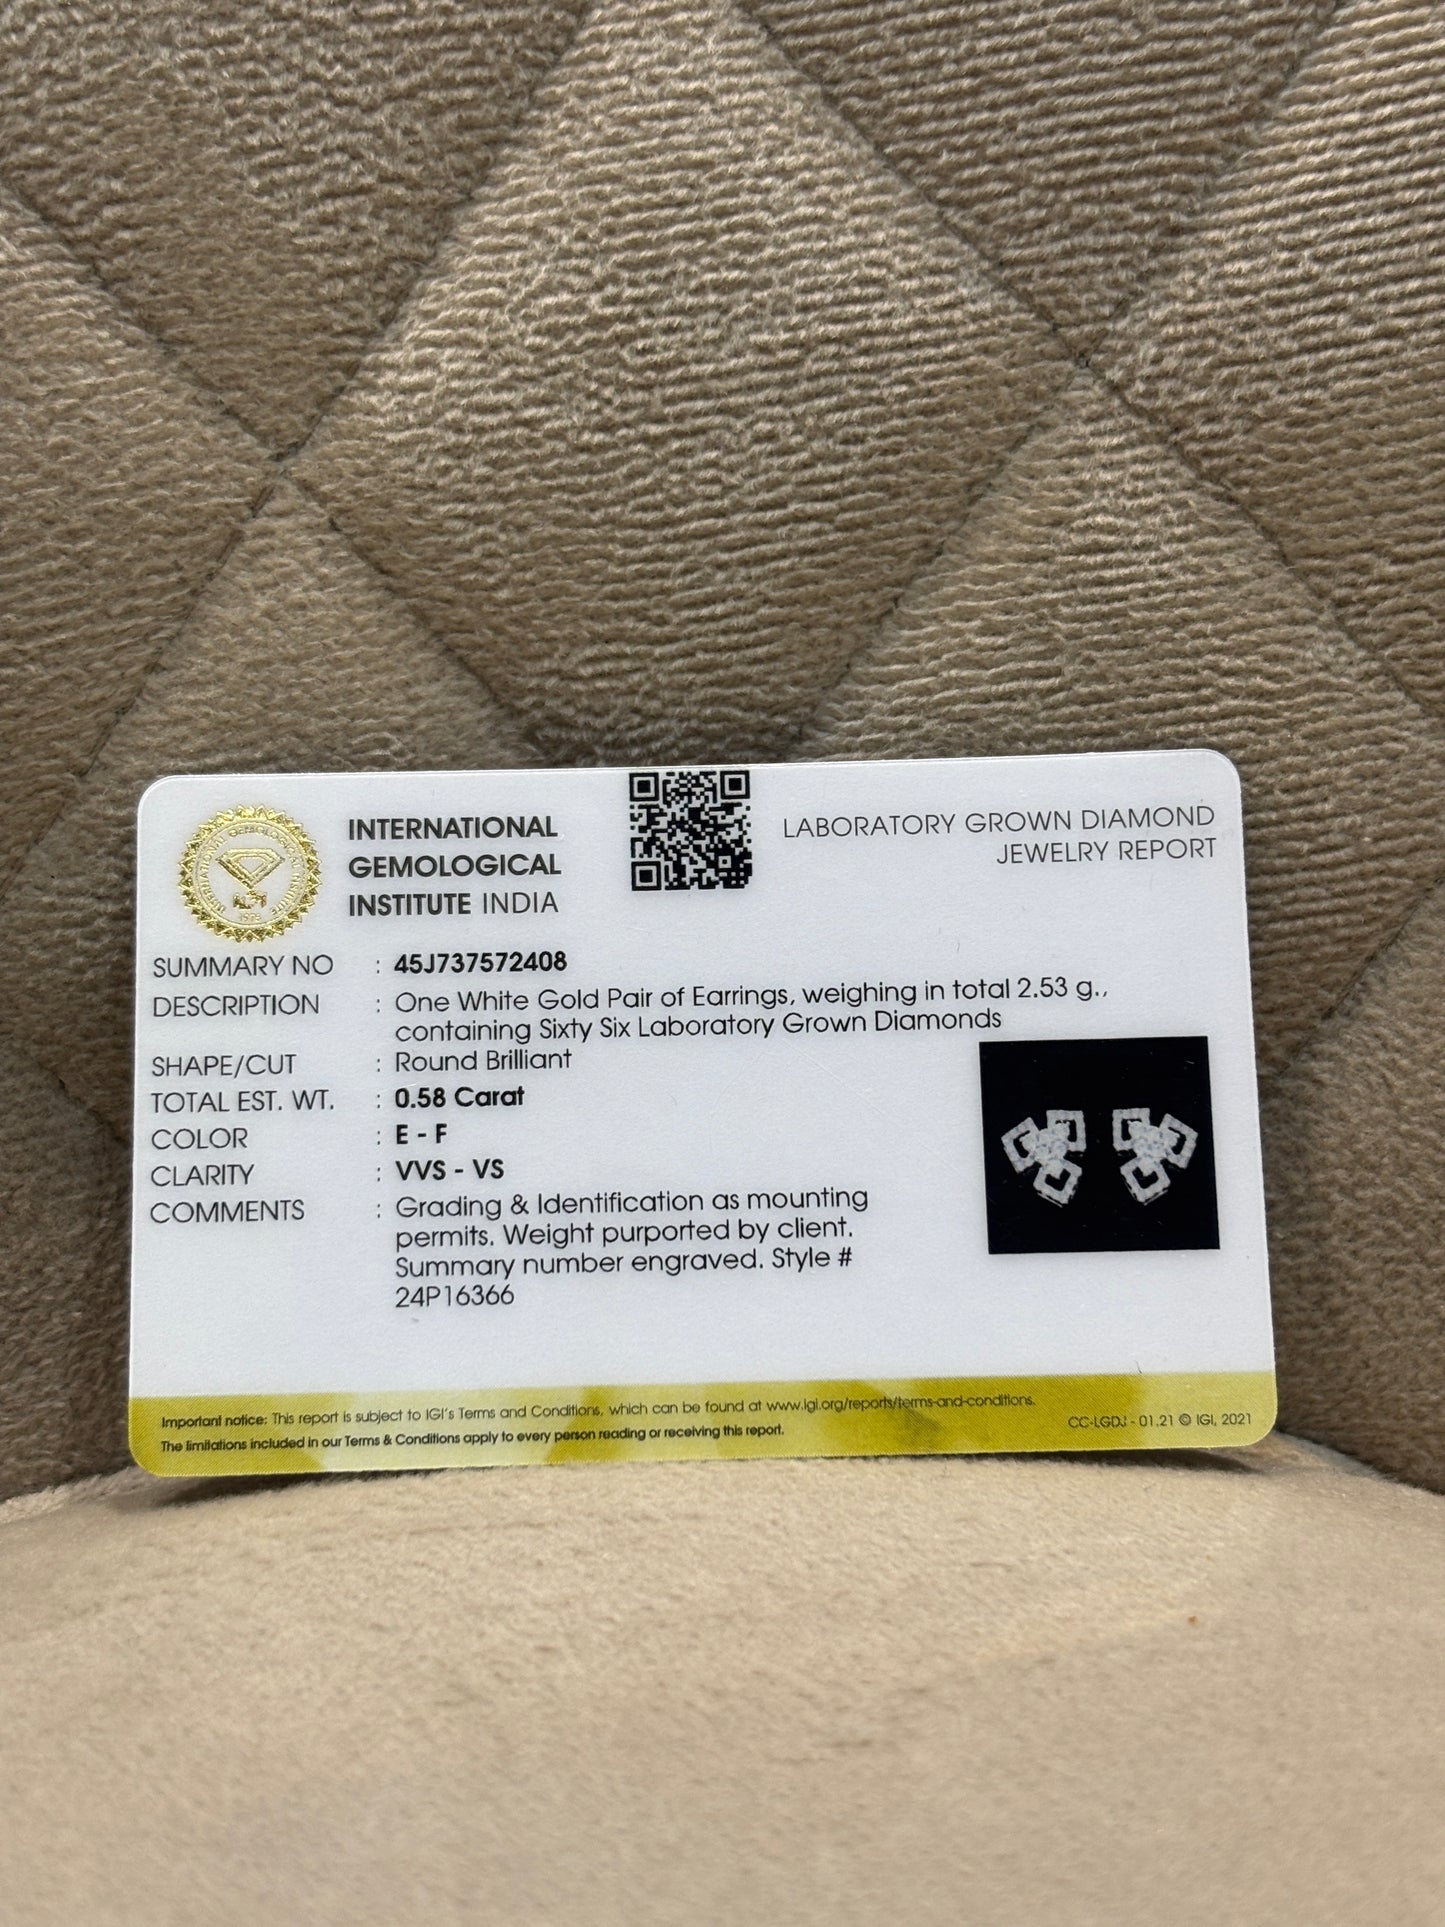 INTERNATIONAL
GEMOLOGICAL
INSTITUTE INDIA
INTERNATIONAL GEMOLOGICAL INSTITUTE
IGI
1975
LABORATORY GROWN DIAMOND
JEWELRY REPORT
SUMMARY NO : 45J737572408
DESCRIPTION : One White Gold Pair of Earrings, weighing in total 2.53 g.,
containing Sixty Six Laboratory Grown Diamonds
SHAPE/CUT : Round Brilliant
TOTAL EST. WT. : 0.58 Carat
COLOR : E - F
CLARITY : VVS - VS
COMMENTS : Grading & Identification as mounting
permits. Weight purported by client.
Summary number engraved. Style #
24P16366
Important notice: This report is subject to IGI's Terms and Conditions, which can be found at www.igi.org/reports/terms-and-conditions.
The limitations included in our Terms & Conditions apply to every person reading or receiving this report.
CC-LGDJ - 01.21 © IGI, 2021